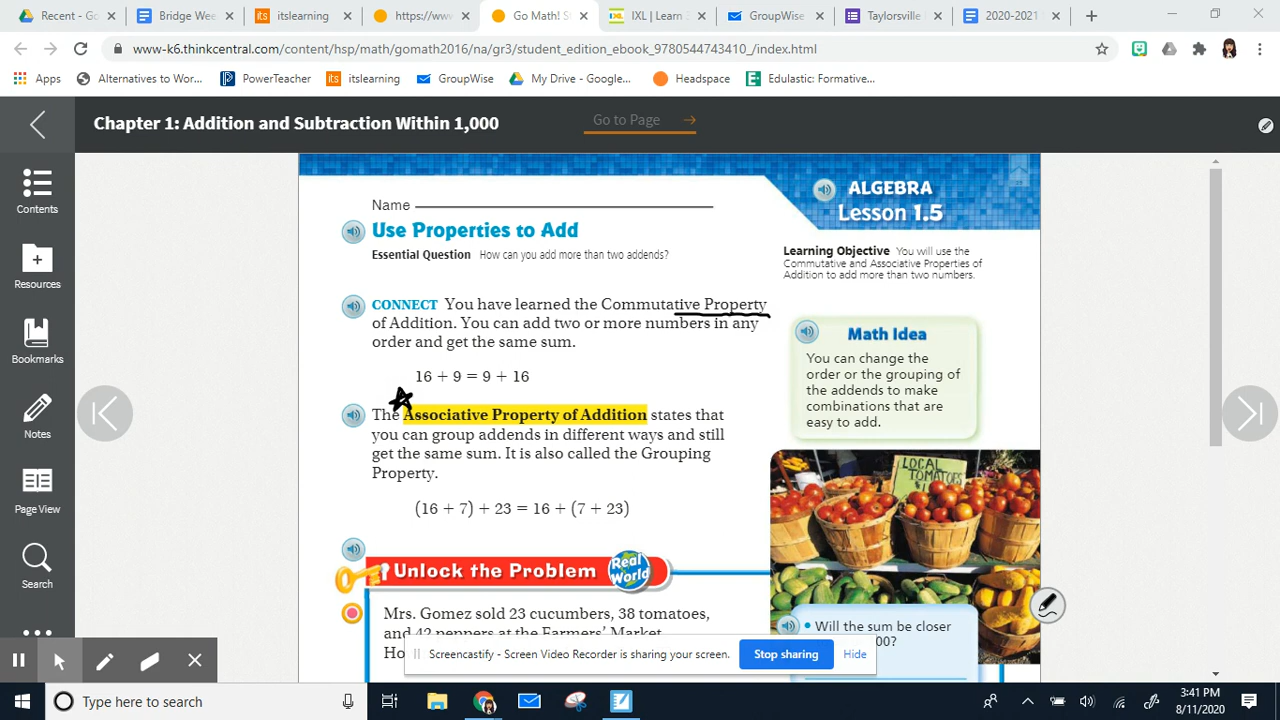 Recent - G
Bridge Wee
itslearning
https://www
Go Math! S
IXL | Learn
GroupWise
Taylorsville
2020-2021
www-k6.thinkcentral.com/content/hsp/math/gomath2016/na/gr3/student_edition_ebook_9780544743410_/index.html
Apps
Alternatives to Wor...
PowerTeacher
its itslearning
GroupWise
My Drive - Google...
Headspace
Edulastic: Formative...
Chapter 1: Addition and Subtraction Within 1,000
Go to Page
Contents
Resources
Bookmarks
Notes
Page View
Search
ALGEBRA
Lesson 1.5
Name
Use Properties to Add
Essential Question How can you add more than two addends?
Learning Objective You will use the
Commutative and Associative Properties of
Addition to add more than two numbers.
CONNECT You have learned the Commutative Property
of Addition. You can add two or more numbers in any
order and get the same sum.
16 + 9 = 9 + 16
The Associative Property of Addition states that
you can group addends in different ways and still
get the same sum. It is also called the Grouping
Property.
(16 + 7) + 23 = 16 + (7 + 23)
Math Idea
You can change the
order or the grouping of
the addends to make
combinations that are
easy to add.
LOCAL
TOMATOES
Unlock the Problem
Real
World
Mrs. Gomez sold 23 cucumbers, 38 tomatoes,
and 42 peppers at the Farmers' Market.
Ho
• Will the sum be closer
00?
Screencastify - Screen Video Recorder is sharing your screen.
Stop sharing
Hide
Type here to search
3:41 PM
8/11/2020